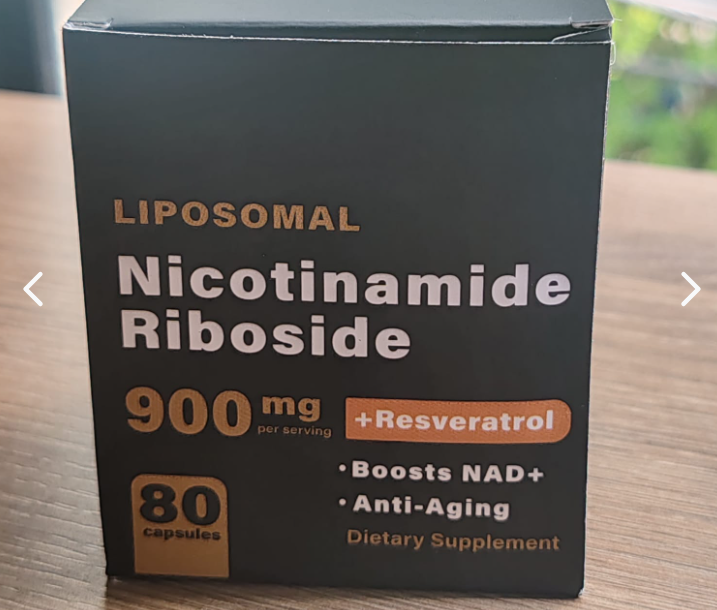 LIPOSOMAL
Nicotinamide
Riboside
900 mg
per serving
+Resveratrol
•Boosts NAD+
•Anti-Aging
80
capsules
Dietary Supplement